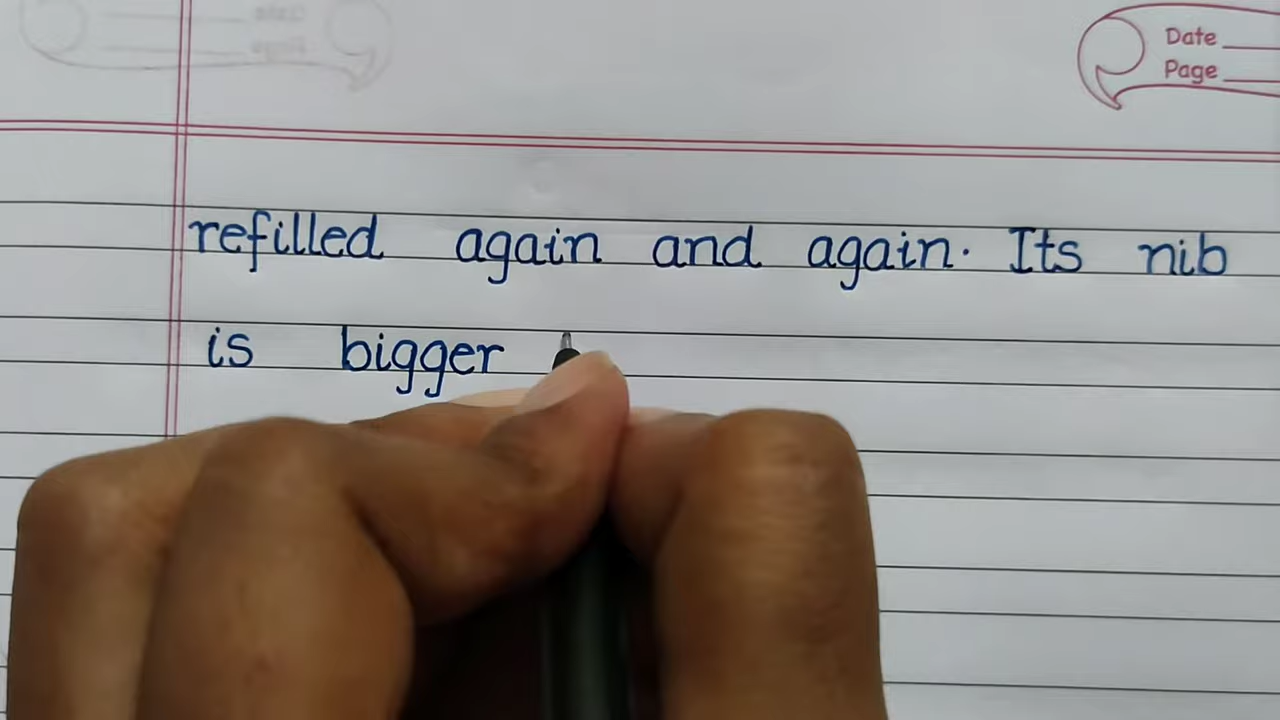 Date
Page
refilled again and again. Its nib
is bigger